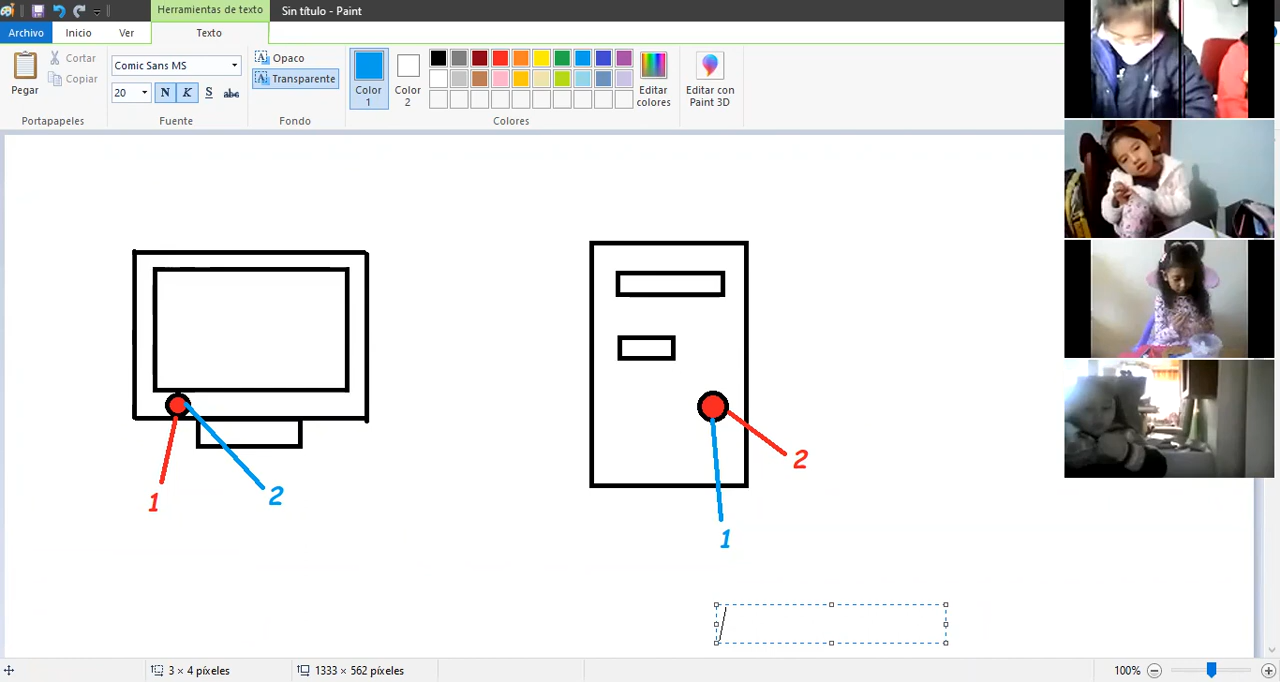 Herramientas de texto
Sin título - Paint
Archivo
Inicio
Ver
Texto
Pegar
Cortar
Copiar
Portapapeles
Comic Sans MS
20
N
K
S
abc
Fuente
Opaco
Transparente
Fondo
Color 1
Color 2
Editar colores
Colores
Editar con Paint 3D
1
2
2
1
3 × 4 píxeles
1333 × 562 píxeles
100%